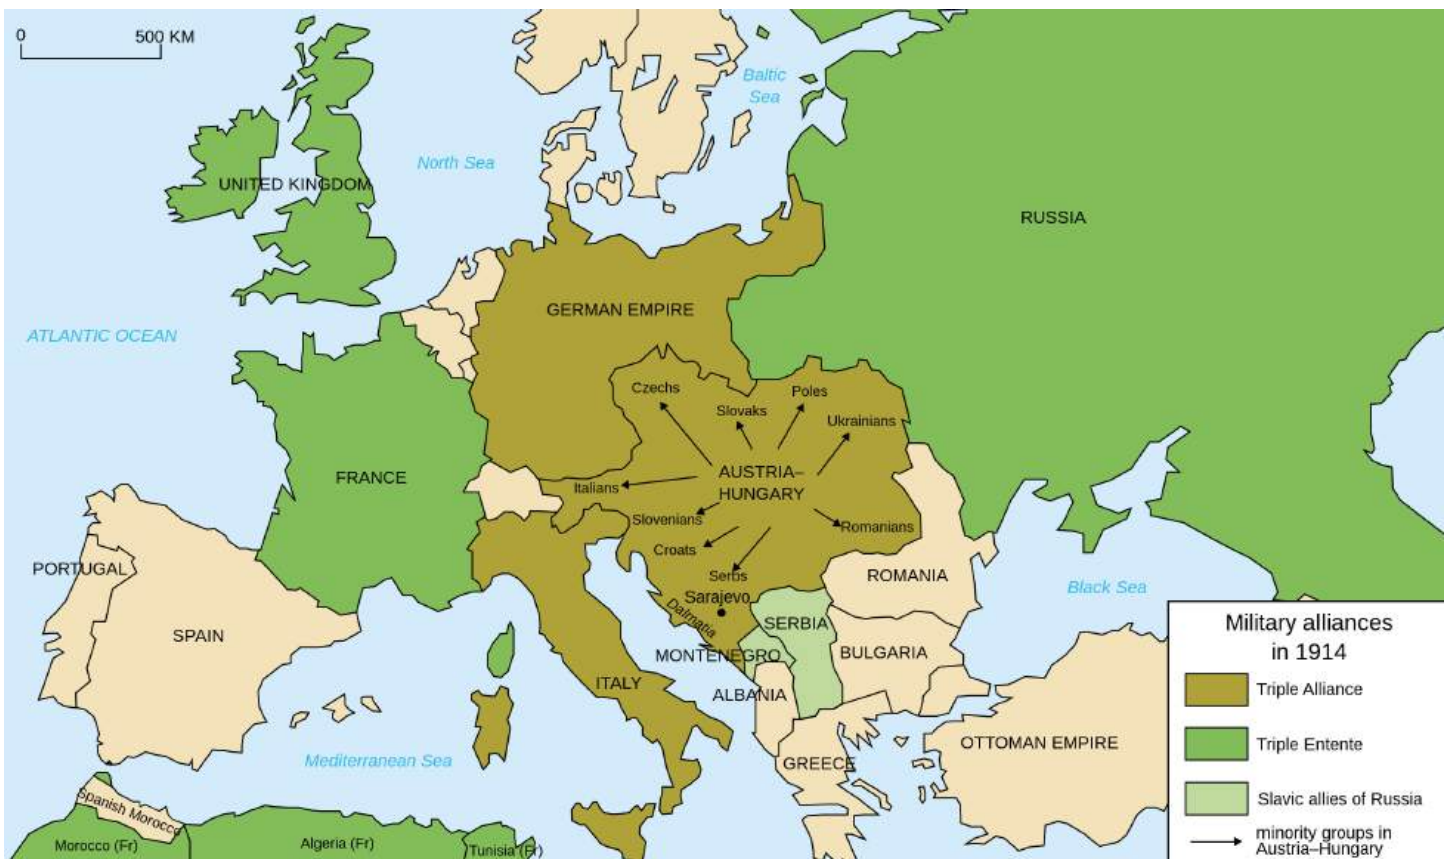 0 500 KM
Baltic
Sea
North Sea
UNITED KINGDOM
RUSSIA
GERMAN EMPIRE
ATLANTIC OCEAN
Czechs
Poles
Slovaks
Ukrainians
AUSTRIA–
HUNGARY
FRANCE
Italians
Slovenians
Romanians
Croats
Serbs
PORTUGAL
ROMANIA
Black Sea
Sarajevo
Dalmatia
SERBIA
SPAIN
MONTENEGRO
BULGARIA
ITALY
ALBANIA
OTTOMAN EMPIRE
Mediterranean Sea
GREECE
Spanish Morocco
Morocco (Fr)
Algeria (Fr)
Tunisia (Fr)
Military alliances
in 1914
Triple Alliance
Triple Entente
Slavic allies of Russia
minority groups in
Austria–Hungary